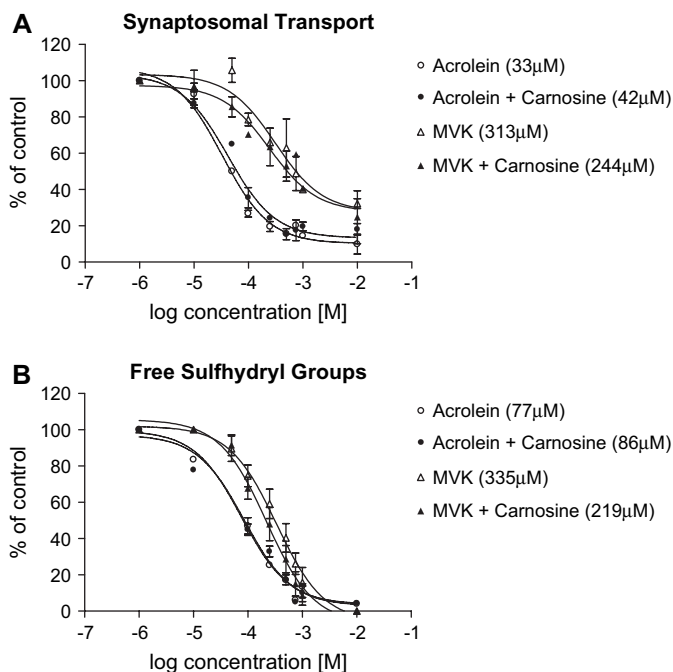 A
Synaptosomal Transport
120
100
80
60
40
20
0
% of control
-7
-6
-5
-4
-3
-2
-1
log concentration [M]
Acrolein (33μM)
Acrolein + Carnosine (42μM)
MVK (313μM)
MVK + Carnosine (244μM)
B
Free Sulfhydryl Groups
120
100
80
60
40
20
0
% of control
-7
-6
-5
-4
-3
-2
-1
log concentration [M]
Acrolein (77μM)
Acrolein + Carnosine (86μM)
MVK (335μM)
MVK + Carnosine (219μM)